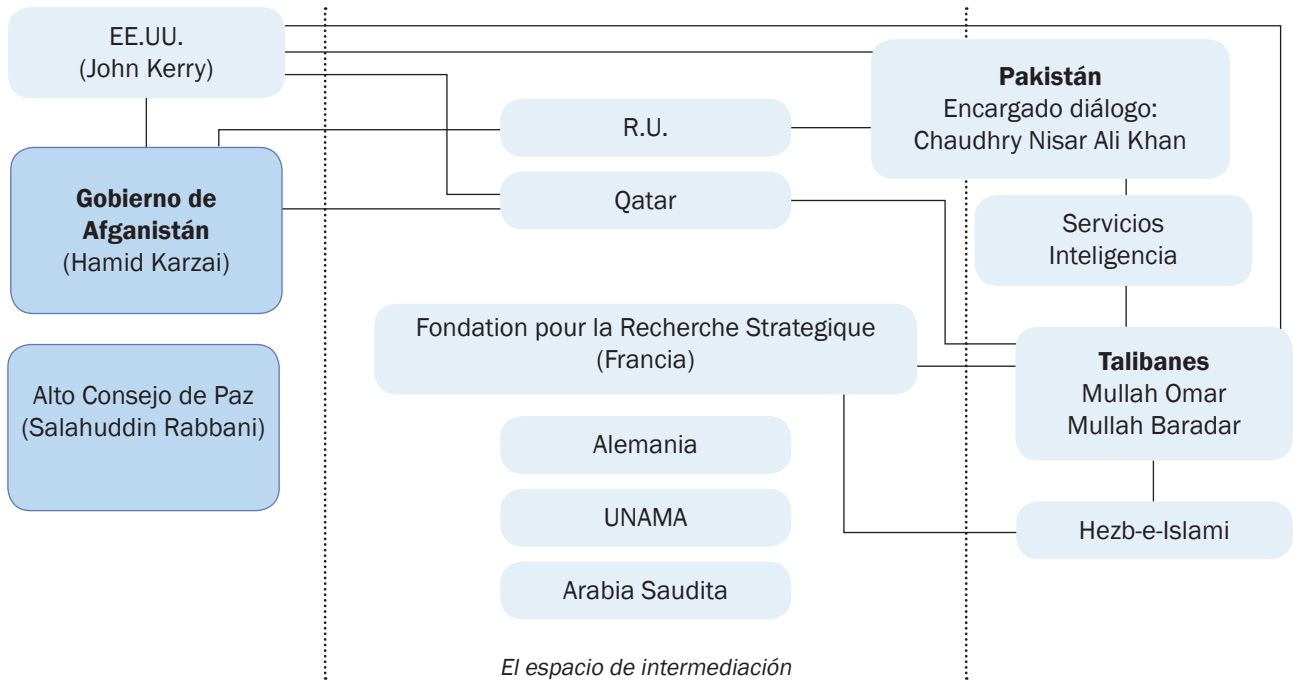 EE.UU.
(John Kerry)
Gobierno de
Afganistán
(Hamid Karzai)
Alto Consejo de Paz
(Salahuddin Rabbani)
R.U.
Qatar
Fondation pour la Recherche Strategique
(Francia)
Alemania
UNAMA
Arabia Saudita
El espacio de intermediación
Pakistán
Encargado diálogo:
Chaudhry Nisar Ali Khan
Servicios
Inteligencia
Talibanes
Mullah Omar
Mullah Baradar
Hezb-e-Islami